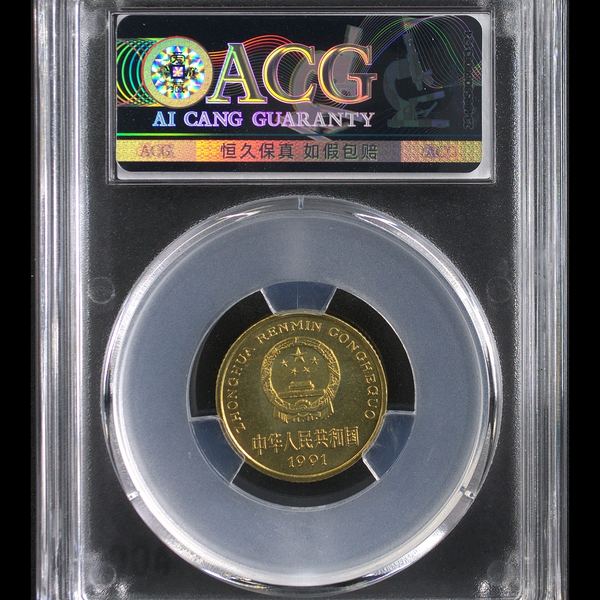 ACG
AI CANG GUARANTY
ACG 恒久保真 如假包赔 ACG
ZHONGHUA RENMIN GONGHEGUO
中华人民共和国
1991